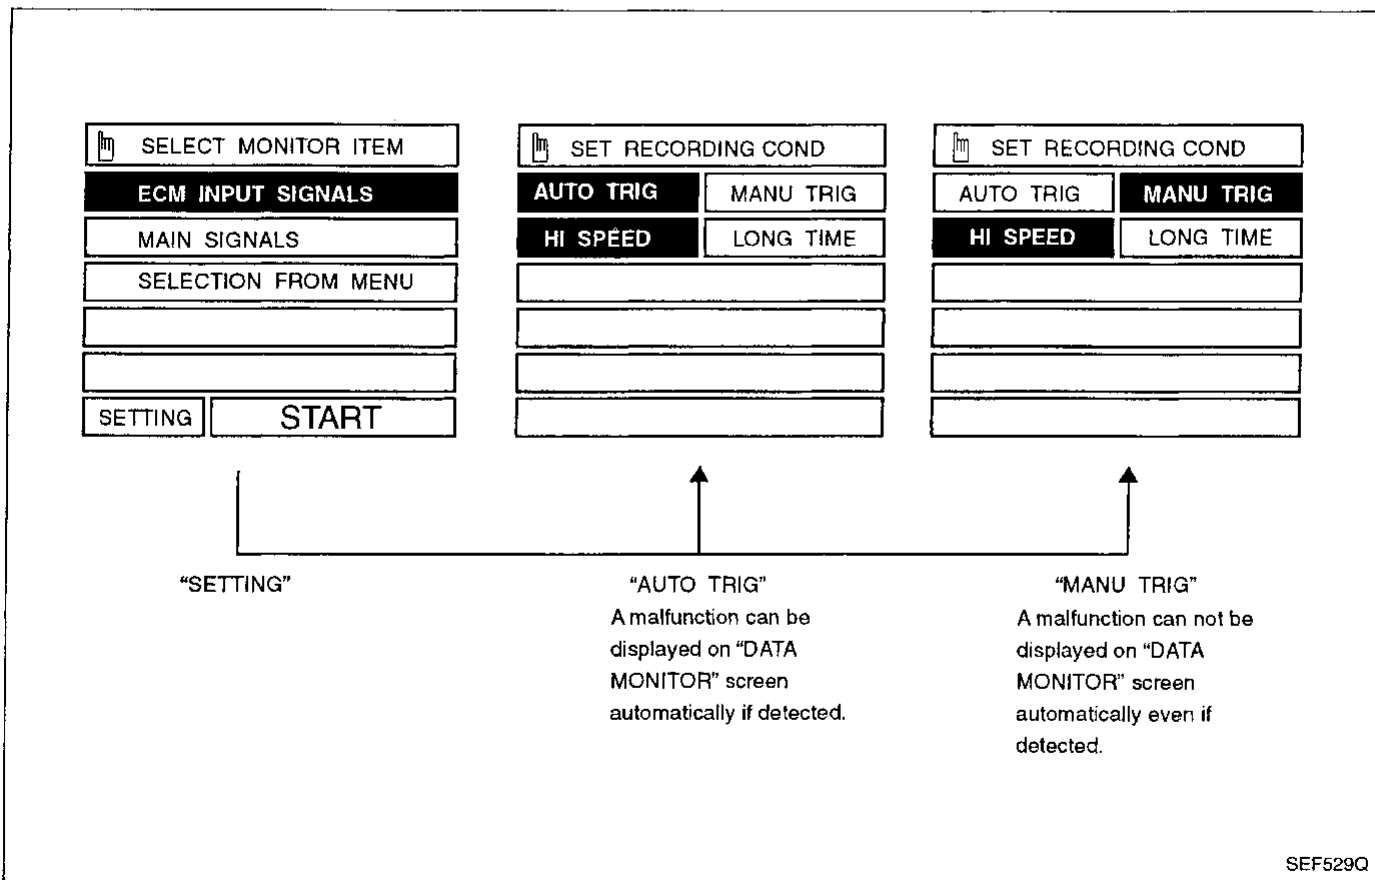 SELECT MONITOR ITEM
ECM INPUT SIGNALS
MAIN SIGNALS
SELECTION FROM MENU
SETTING
START
SET RECORDING COND
AUTO TRIG
MANU TRIG
HI SPEED
LONG TIME
SET RECORDING COND
AUTO TRIG
MANU TRIG
HI SPEED
LONG TIME
"SETTING"
"AUTO TRIG"
A malfunction can be
displayed on "DATA
MONITOR" screen
automatically if detected.
"MANU TRIG"
A malfunction can not be
displayed on "DATA
MONITOR" screen
automatically even if
detected.
SEF529Q